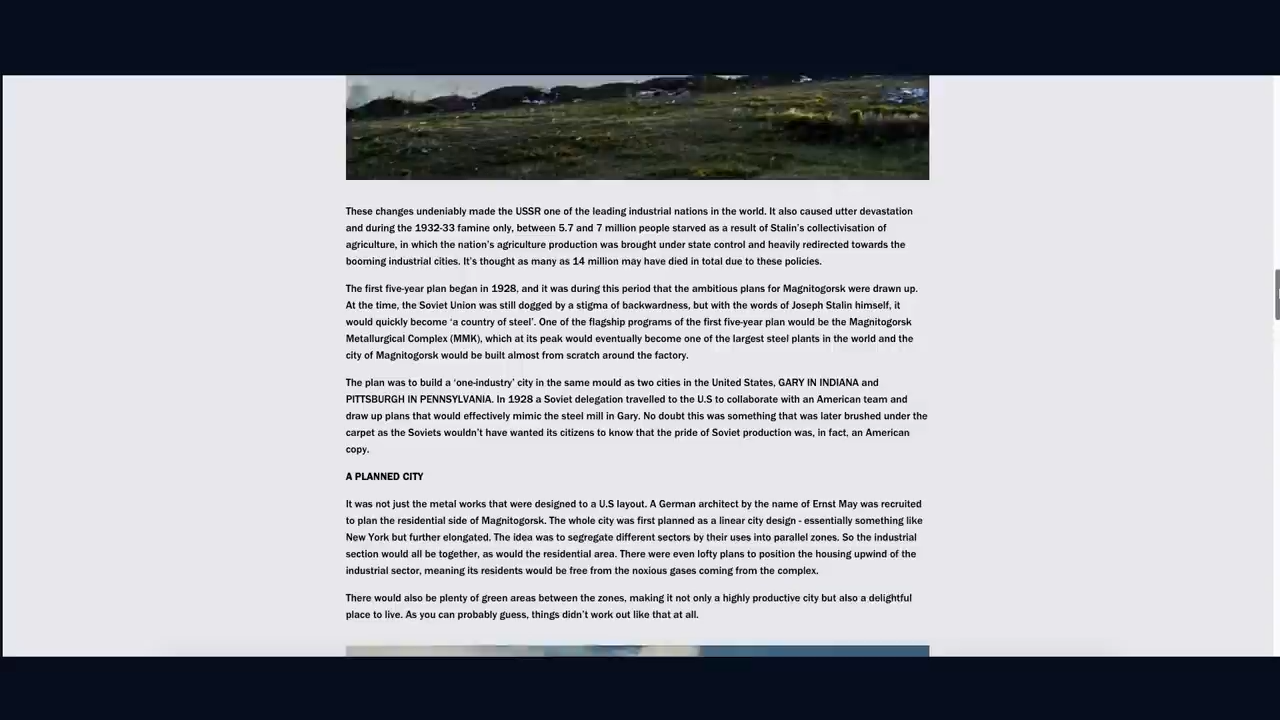 These changes undeniably made the USSR one of the leading industrial nations in the world. It also caused utter devastation
and during the 1932-33 famine only, between 5.7 and 7 million people starved as a result of Stalin’s collectivisation of
agriculture, in which the nation’s agriculture production was brought under state control and heavily redirected towards the
booming industrial cities. It’s thought as many as 14 million may have died in total due to these policies.
The first five-year plan began in 1928, and it was during this period that the ambitious plans for Magnitogorsk were drawn up.
At the time, the Soviet Union was still dogged by a stigma of backwardness, but with the words of Joseph Stalin himself, it
would quickly become ‘a country of steel’. One of the flagship programs of the first five-year plan would be the Magnitogorsk
Metallurgical Complex (MMK), which at its peak would eventually become one of the largest steel plants in the world and the
city of Magnitogorsk would be built almost from scratch around the factory.
The plan was to build a ‘one-industry’ city in the same mould as two cities in the United States, GARY IN INDIANA and
PITTSBURGH IN PENNSYLVANIA. In 1928 a Soviet delegation travelled to the U.S to collaborate with an American team and
draw up plans that would effectively mimic the steel mill in Gary. No doubt this was something that was later brushed under the
carpet as the Soviets wouldn’t have wanted its citizens to know that the pride of Soviet production was, in fact, an American
copy.
A PLANNED CITY
It was not just the metal works that were designed to a U.S layout. A German architect by the name of Ernst May was recruited
to plan the residential side of Magnitogorsk. The whole city was first planned as a linear city design - essentially something like
New York but further elongated. The idea was to segregate different sectors by their uses into parallel zones. So the industrial
section would all be together, as would the residential area. There were even lofty plans to position the housing upwind of the
industrial sector, meaning its residents would be free from the noxious gases coming from the complex.
There would also be plenty of green areas between the zones, making it not only a highly productive city but also a delightful
place to live. As you can probably guess, things didn’t work out like that at all.